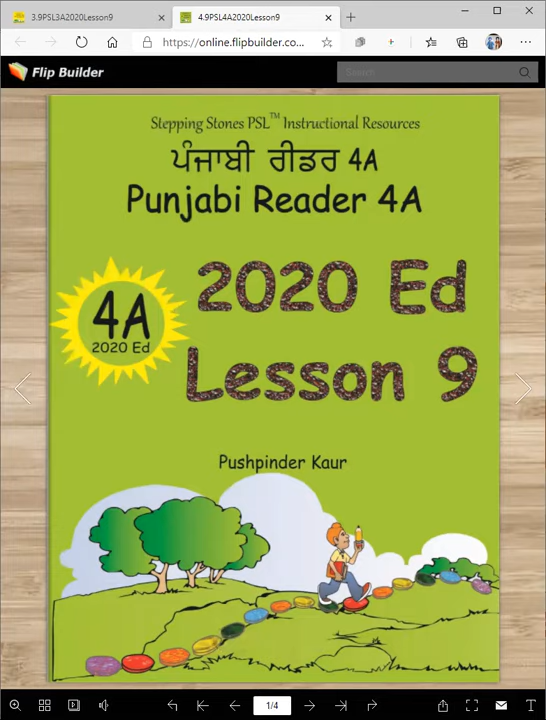 3.9PSL3A2020Lesson9
4.9PSL4A2020Lesson9
https://online.flipbuilder.co...
Flip Builder
Search
Stepping Stones PSL™ Instructional Resources
ਪੰਜਾਬੀ ਰੀਡਰ 4A
Punjabi Reader 4A
2020 Ed
Lesson 9
4A
2020 Ed
Pushpinder Kaur
1/4